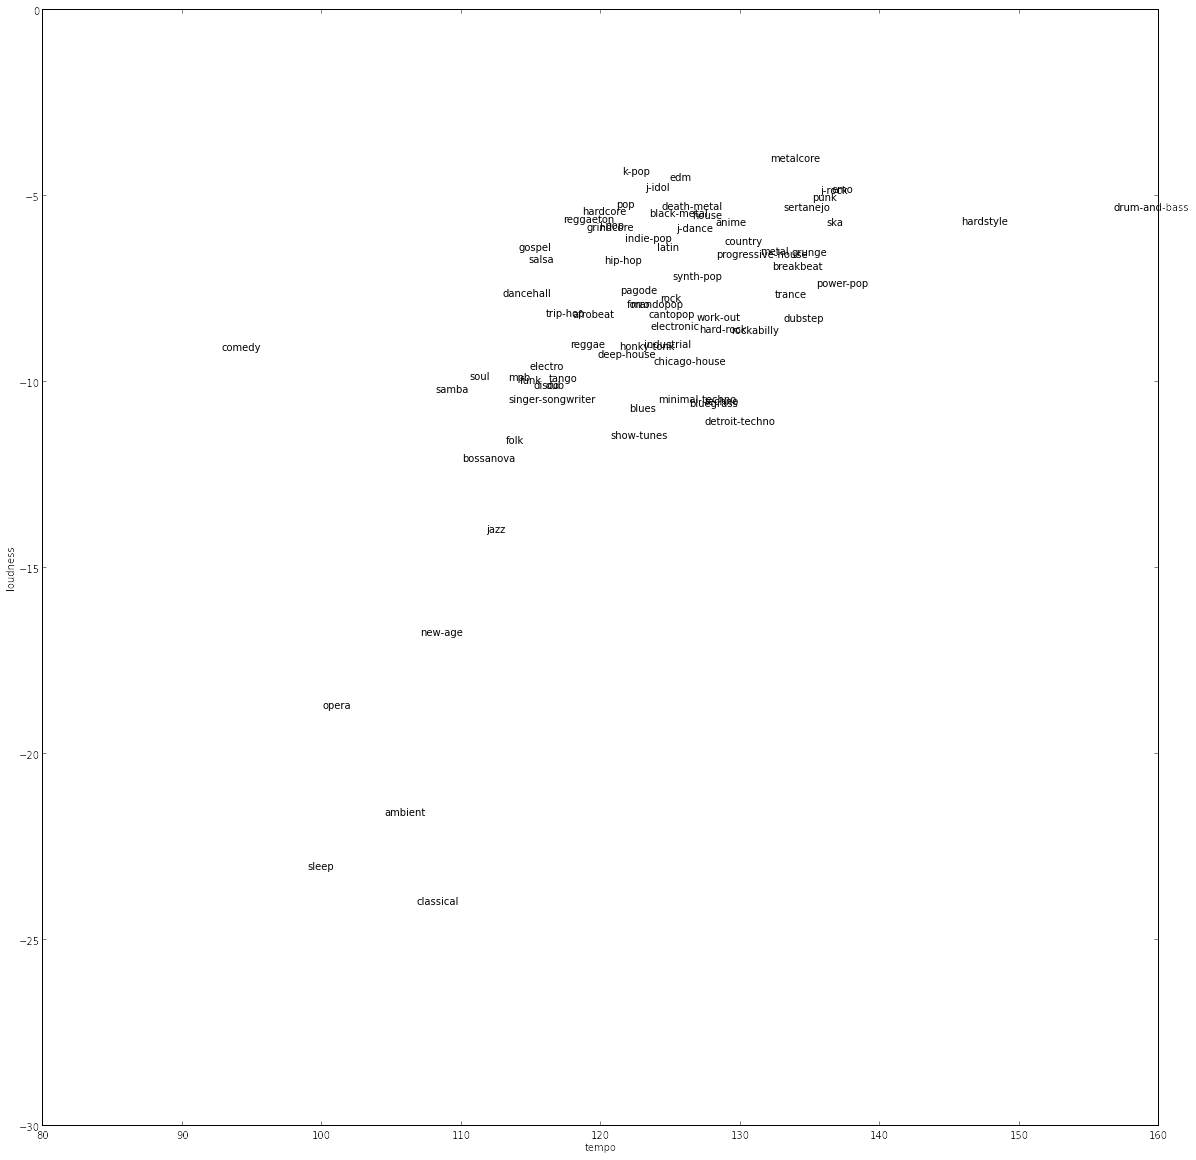 0
metalcore
k-pop
edm
j-idol
−5
j-rock
emo
punk
pop
death-metal
sertanejo
drum-and-bass
hardcore
black-metal
house
reggaeton
anime
ska
hardstyle
grindcore
j-dance
indie-pop
country
gospel
latin
metal
grunge
progressive-house
salsa
hip-hop
breakbeat
synth-pop
power-pop
dancehall
pagode
trance
rock
forro
mandopop
trip-hop
afrobeat
cantopop
work-out
dubstep
electronic
hard-rock
rockabilly
comedy
reggae
honky-tonk
industrial
deep-house
chicago-house
electro
soul
mpb
funk
tango
−10
samba
disco
singer-songwriter
minimal-techno
bluegrass
blues
detroit-techno
show-tunes
folk
bossanova
jazz
loudness
−15
new-age
opera
−20
ambient
sleep
classical
−25
−30
80
90
100
110
120
130
140
150
160
tempo